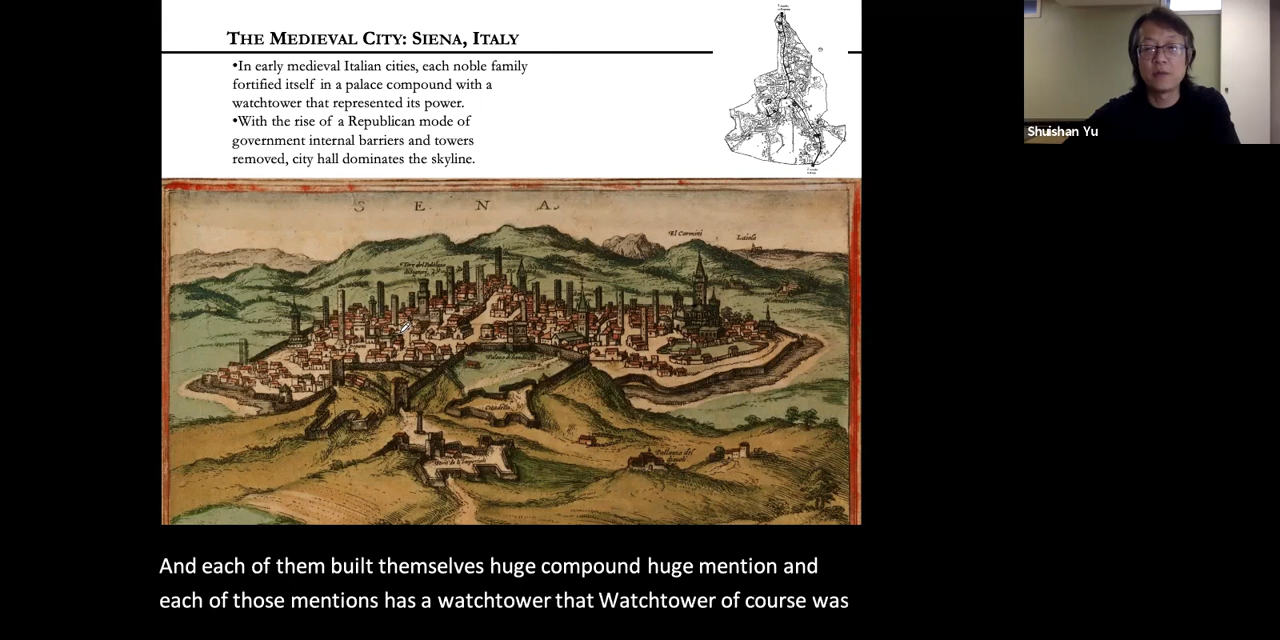 THE MEDIEVAL CITY: SIENA, ITALY
•In early medieval Italian cities, each noble family
fortified itself in a palace compound with a
watchtower that represented its power.
•With the rise of a Republican mode of
government internal barriers and towers
removed, city hall dominates the skyline.
Shuishan Yu
S E N A.
El Carmini
Laiola
Citadella
And each of them built themselves huge compound huge mention and
each of those mentions has a watchtower that Watchtower of course was